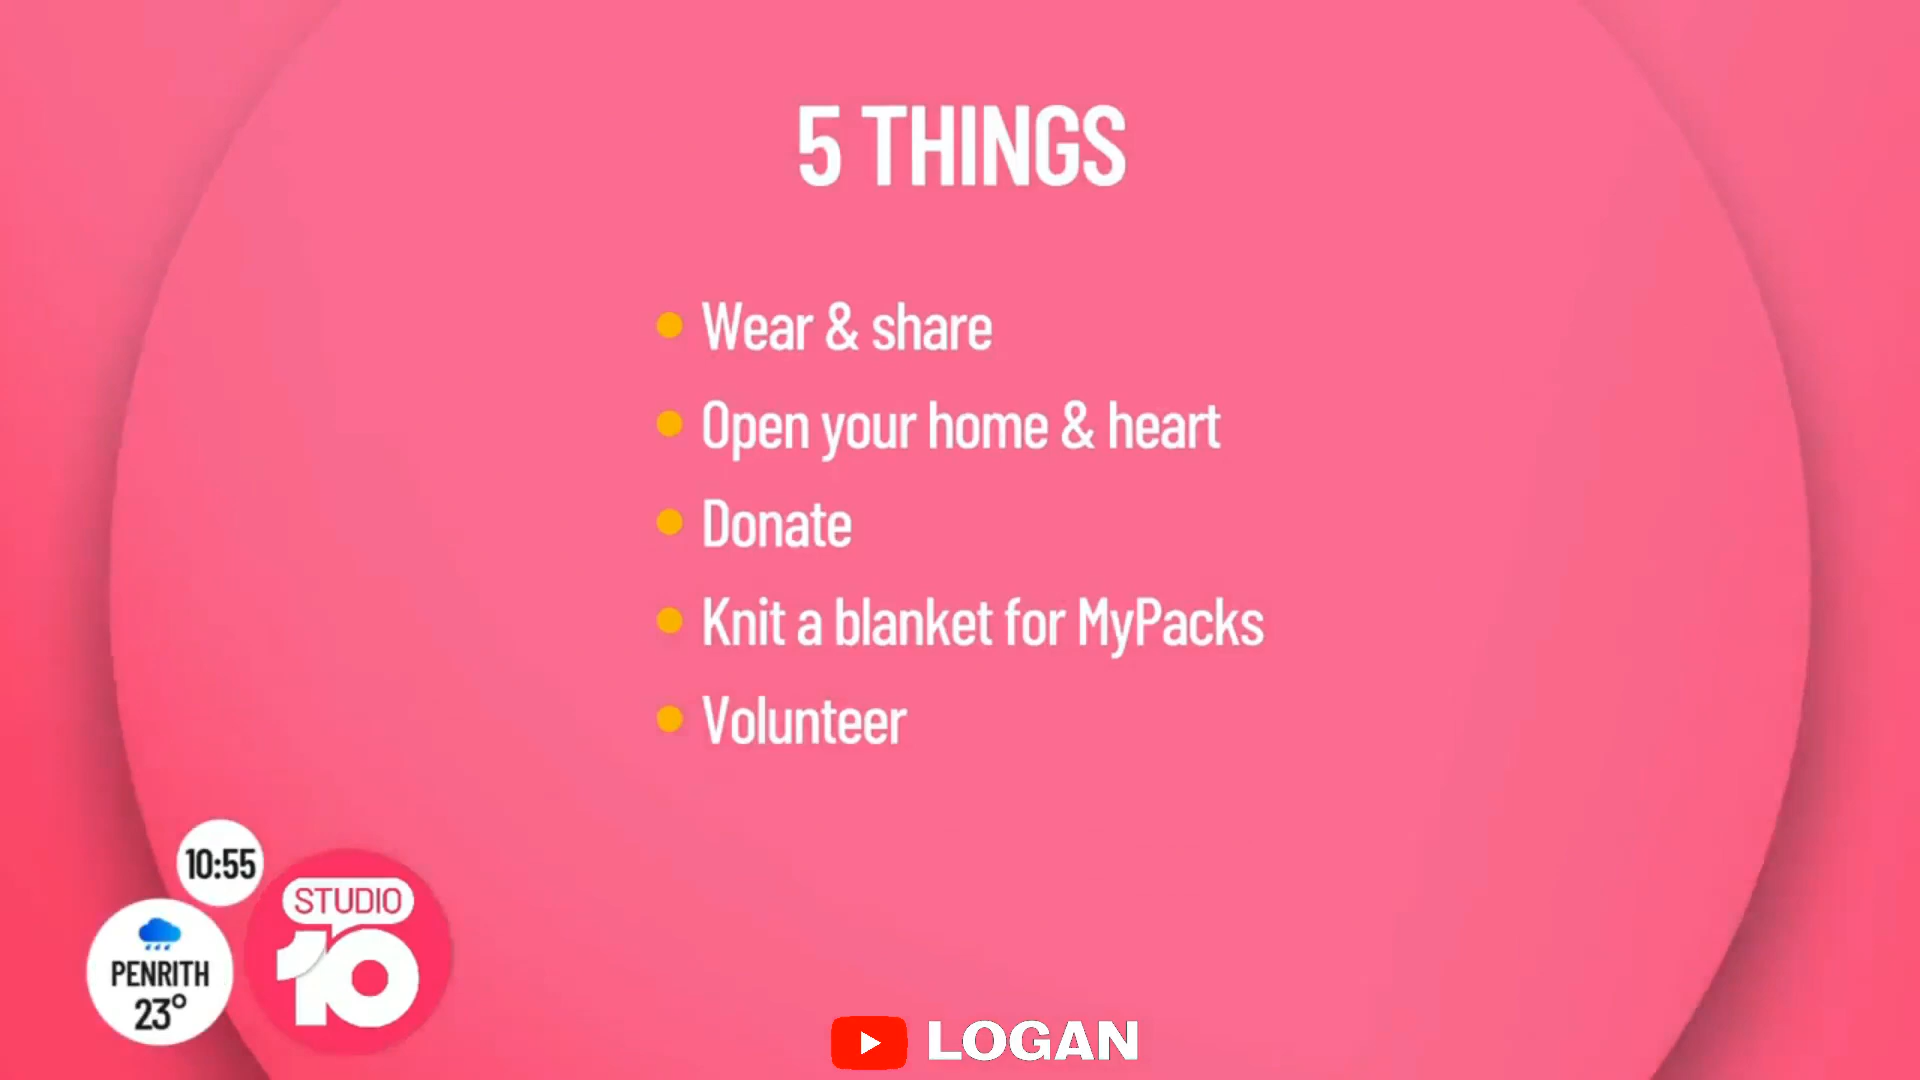 5 THINGS
Wear & share
Open your home & heart
Donate
Knit a blanket for MyPacks
Volunteer
10:55
PENRITH
23°
STUDIO
10
LOGAN